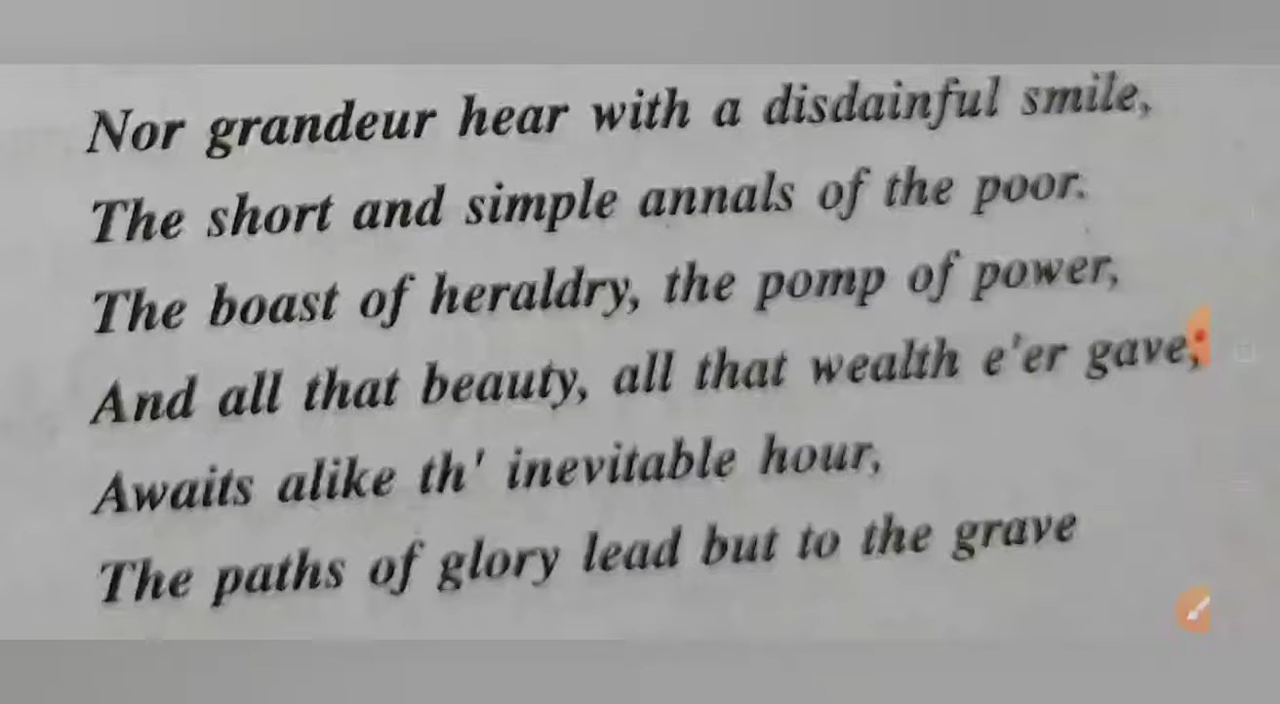 Nor grandeur hear with a disdainful smile,
The short and simple annals of the poor.
The boast of heraldry, the pomp of power,
And all that beauty, all that wealth e'er gave,
Awaits alike th' inevitable hour,
The paths of glory lead but to the grave